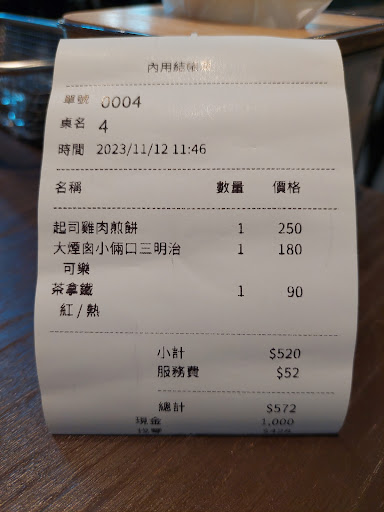 內用結帳單
單號 0004
桌名 4
時間 2023/11/12 11:46
名稱 數量 價格
起司雞肉煎餅 1 250
大煙囪小倆口三明治 1 180
可樂
茶拿鐵 1 90
紅/熱
小計 $520
服務費 $52
總計 $572
現金 1,000